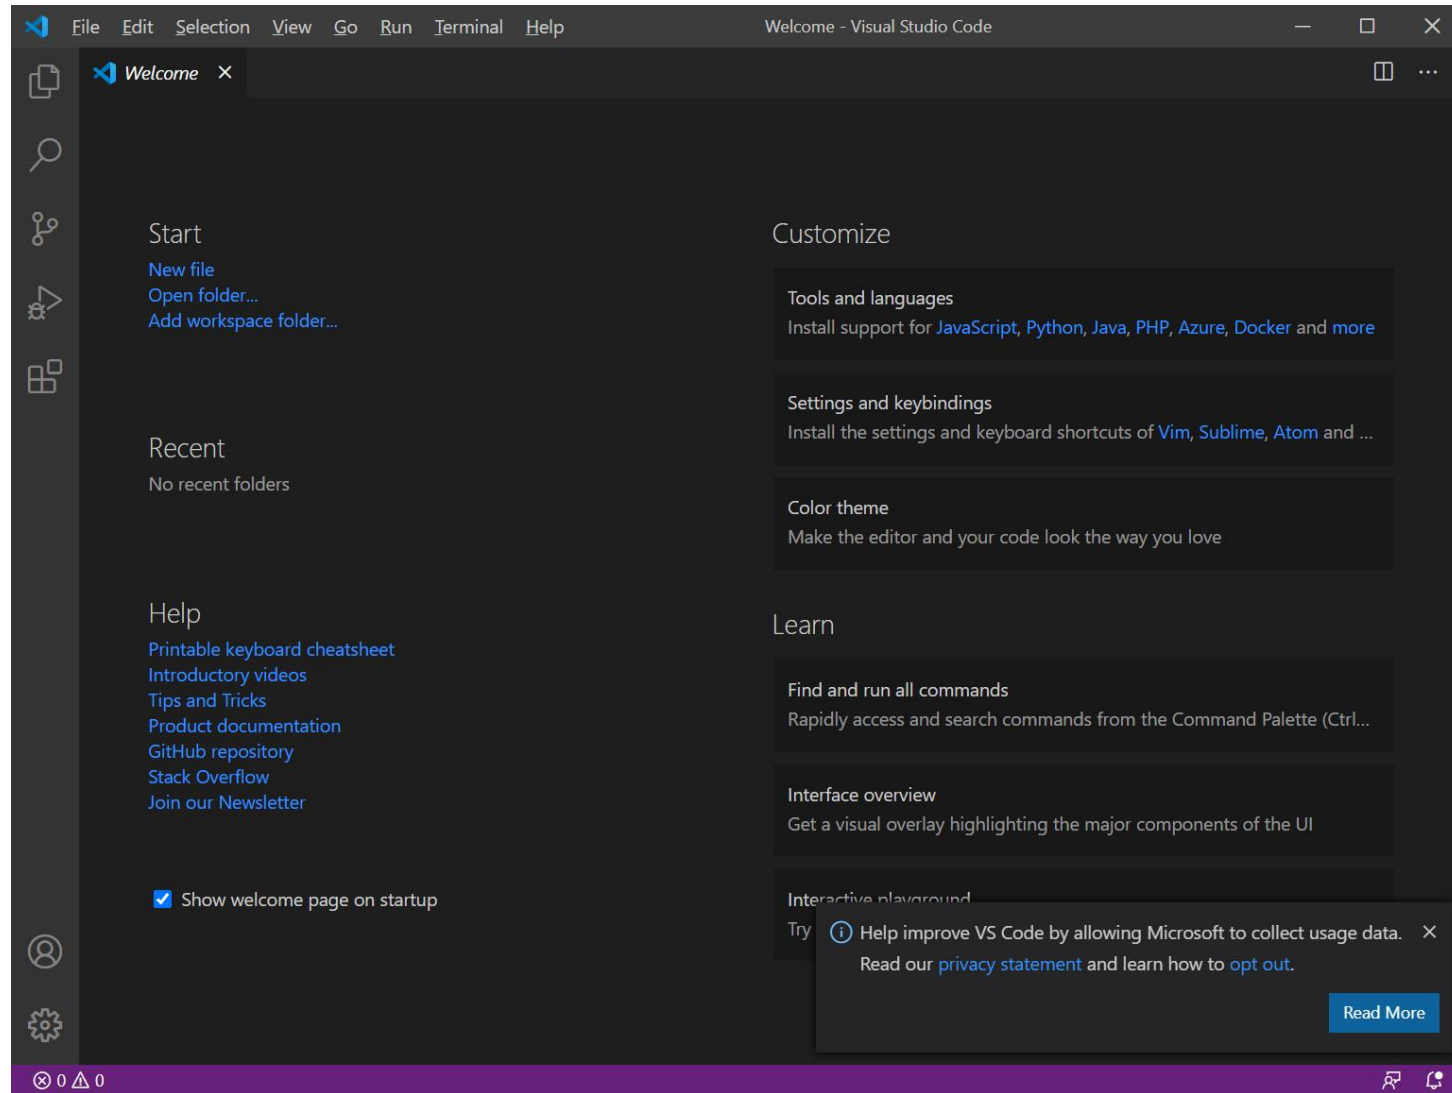 File Edit Selection View Go Run Terminal Help
Welcome - Visual Studio Code
Welcome
Start
New file
Open folder...
Add workspace folder...
Recent
No recent folders
Help
Printable keyboard cheatsheet
Introductory videos
Tips and Tricks
Product documentation
GitHub repository
Stack Overflow
Join our Newsletter
Show welcome page on startup
Customize
Tools and languages
Install support for JavaScript, Python, Java, PHP, Azure, Docker and more
Settings and keybindings
Install the settings and keyboard shortcuts of Vim, Sublime, Atom and ...
Color theme
Make the editor and your code look the way you love
Learn
Find and run all commands
Rapidly access and search commands from the Command Palette (Ctrl...
Interface overview
Get a visual overlay highlighting the major components of the UI
Interactive playground
Try
Help improve VS Code by allowing Microsoft to collect usage data.
Read our privacy statement and learn how to opt out.
Read More
0 0